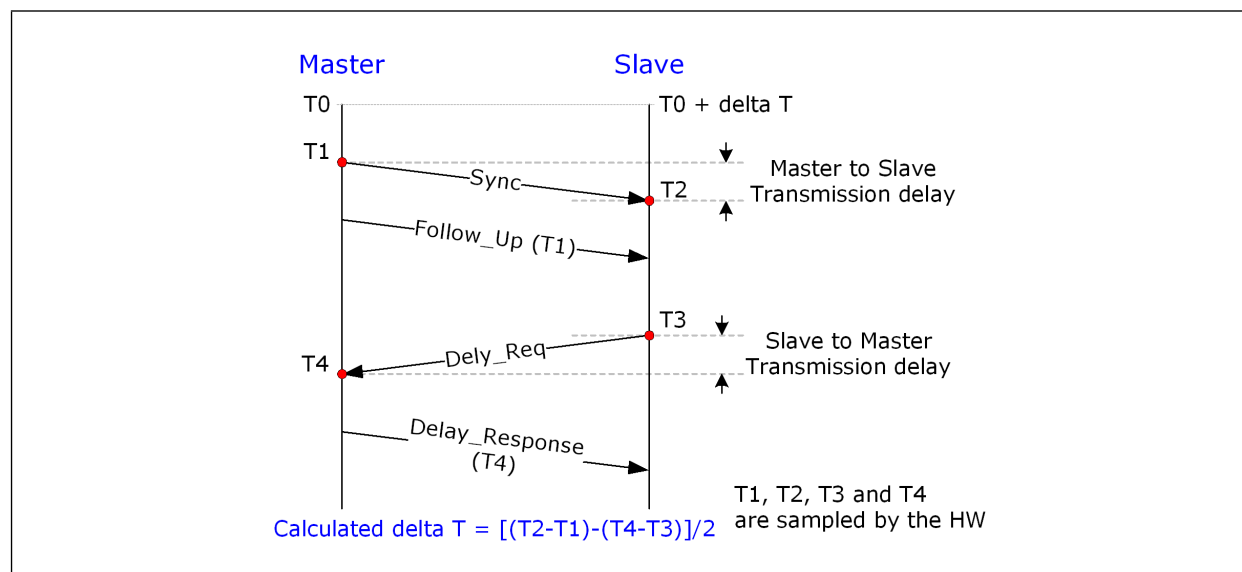 Master
Slave
T0
T0 + delta T
T1
Sync
T2
Master to Slave
Transmission delay
Follow_Up (T1)
T3
Dely_Req
T4
Slave to Master
Transmission delay
Delay_Response
(T4)
T1, T2, T3 and T4
are sampled by the HW
Calculated delta T = [(T2-T1)-(T4-T3)]/2